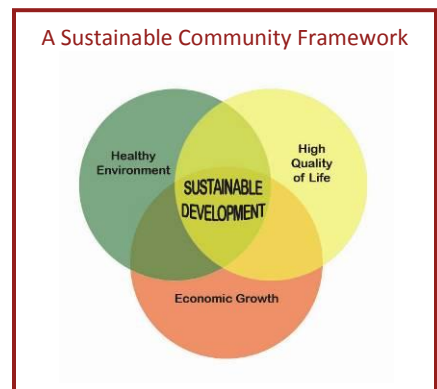 A Sustainable Community Framework
Healthy
Environment
High
Quality
of Life
SUSTAINABLE
DEVELOPMENT
Economic Growth